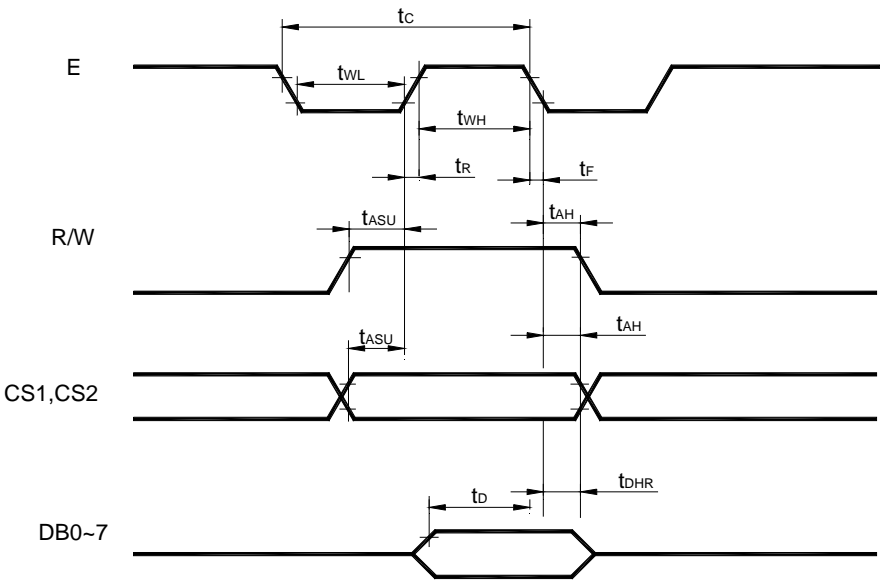 tC
E
tWL
tWH
tR
tF
tASU
tAH
R/W
tASU
tAH
CS1,CS2
tD
tDHR
DB0~7